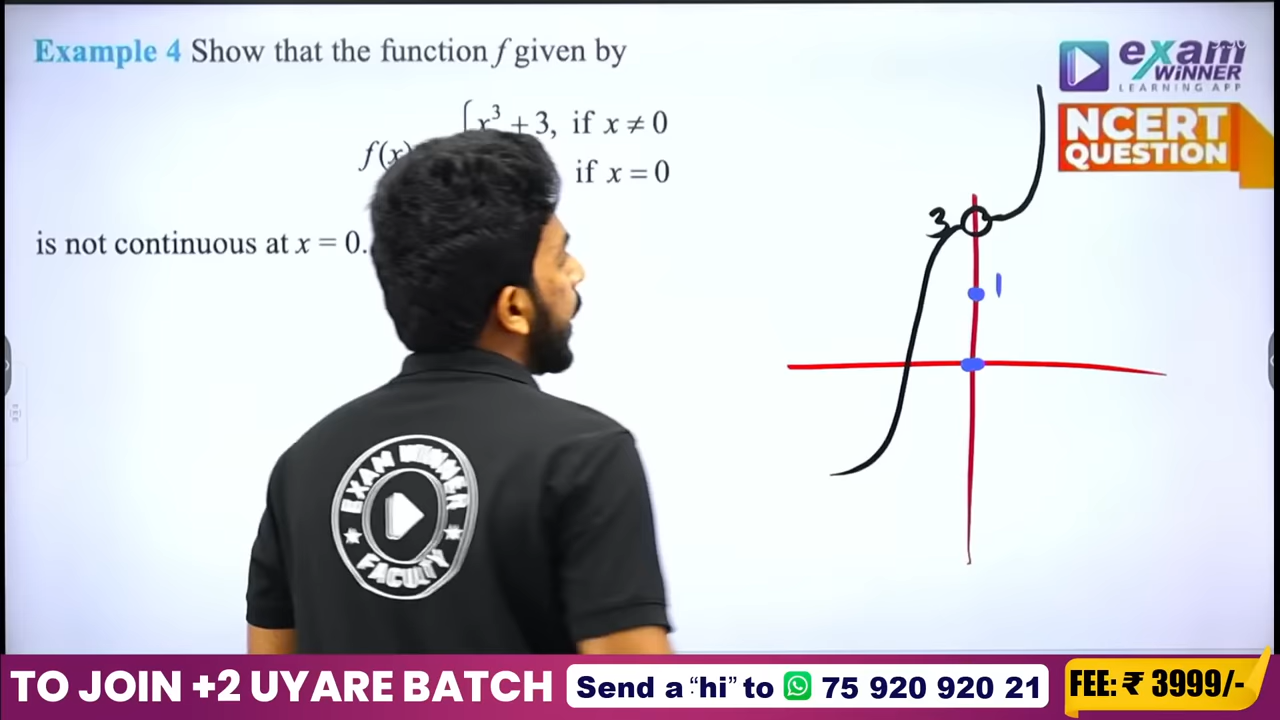 Example 4 Show that the function f given by
x³ + 3, if x ≠ 0
f(x)
if x = 0
is not continuous at x = 0.
exam
WINNER
LEARNING APP
NCERT
QUESTION
3
1
EXAM WINNER
FACULTY
TO JOIN +2 UYARE BATCH
Send a “hi” to 75 920 920 21
FEE: ₹ 3999/-